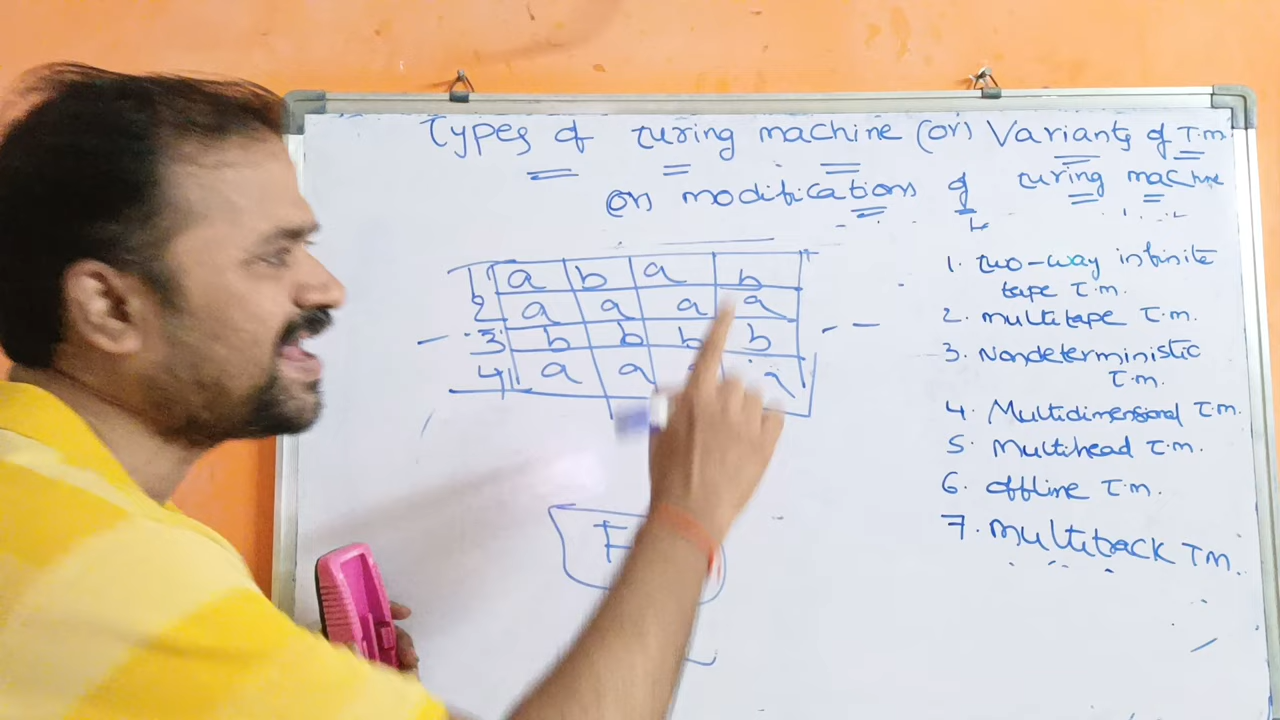 Types of Turing machine (or) Variants of T.m.
(or) modifications of Turing machine
1 a b a b
2 a a a a
3 b b b b
4 a a a
F
1. Two-way infinite
tape T.m.
2. multitape T.m.
3. Nondeterministic
T.m.
4. Multidimensional T.m.
5. Multihead T.m.
6. offline T.m.
7. multitrack T.m.